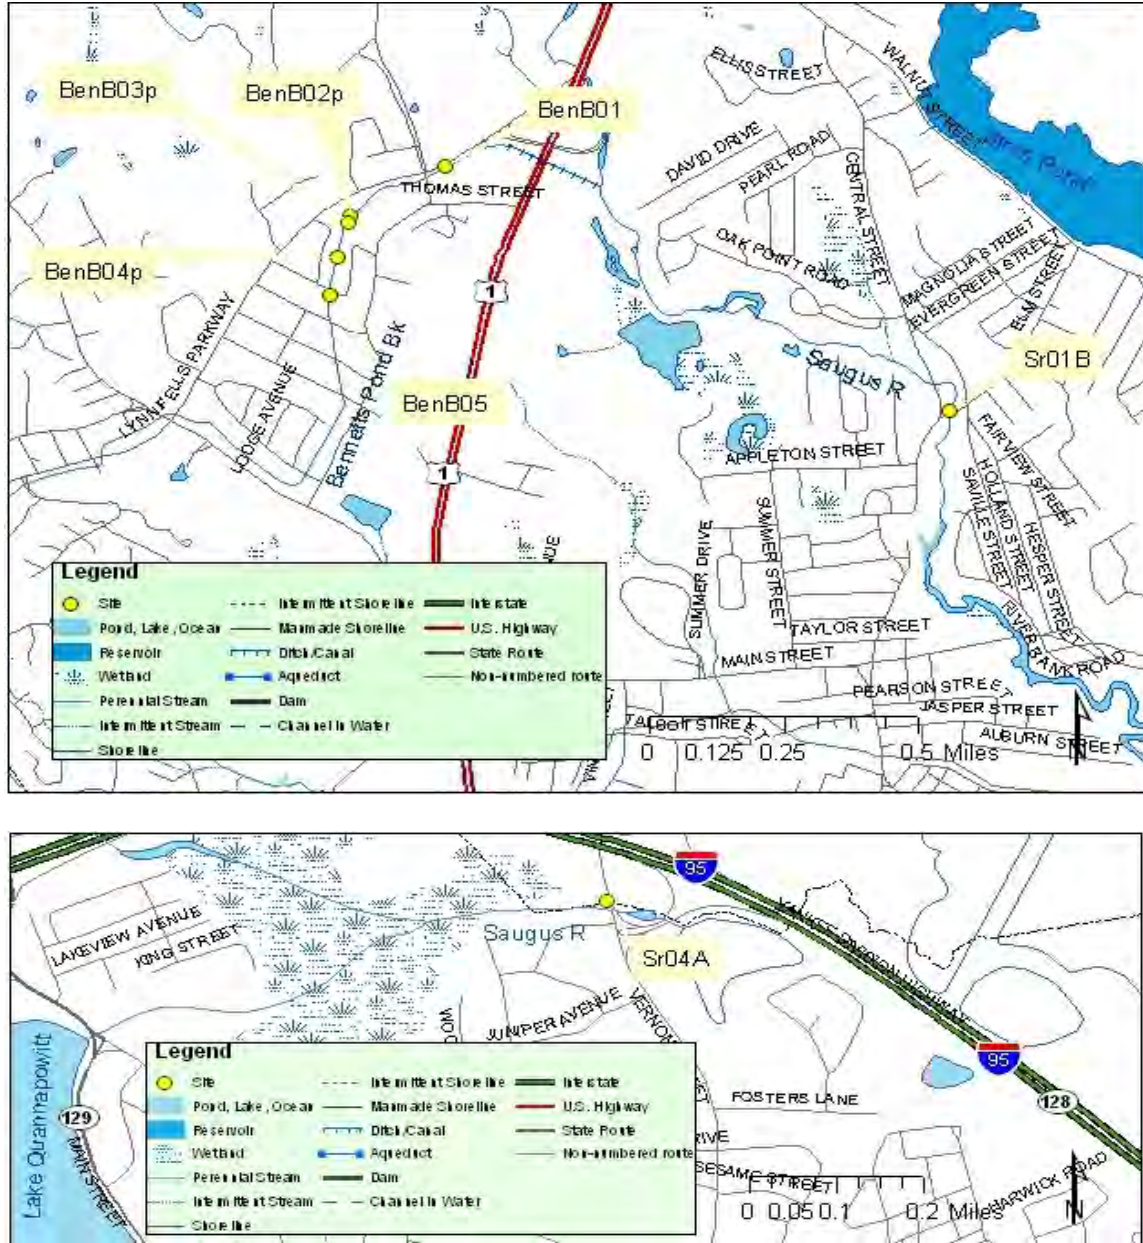 BenB03p
BenB02p
BenB01
ELLIS STREET
WALNUT STREET
DAVID DRIVE
PEARL ROAD
CENTRAL STREET
THOMAS STREET
OAK POINT ROAD
MAGNOLIA STREET
EVERGREEN STREET
ELM STREET
BenB04p
1
LYNN FELLS PARKWAY
Bennetts Pond Bk
LODGE AVENUE
BenB05
Saugus R
Sr01B
1
APPLETON STREET
FAIRVIEW STREET
HOLLAND STREET
SAVILLE STREET
HESPER STREET
SUMMER DRIVE
SUMMER STREET
TAYLOR STREET
MAIN STREET
RIVERBANK ROAD
PEARSON STREET
JASPER STREET
AUBURN STREET
TALBOT STREET
0 0.125 0.25 0.5 Miles
N
Legend
Site
Pond, Lake, Ocean
Reservoir
Wetland
Perennial Stream
Intermittent Stream
Shoreline
Intermittent Shoreline
Manmade Shoreline
Ditch/Canal
Aqueduct
Dam
Channel in Water
Interstate
U.S. Highway
State Route
Non-numbered route
95
LAKEVIEW AVENUE
KING STREET
Saugus R
Sr04A
JUNIPER AVENUE
95
128
Lake Quannapowitt
129
MAIN STREET
FOSTERS LANE
SESAME STREET
HARWICK ROAD
0 0.05 0.1 0.2 Miles
N
Legend
Site
Pond, Lake, Ocean
Reservoir
Wetland
Perennial Stream
Intermittent Stream
Shoreline
Intermittent Shoreline
Manmade Shoreline
Ditch/Canal
Aqueduct
Dam
Channel in Water
Interstate
U.S. Highway
State Route
Non-numbered route